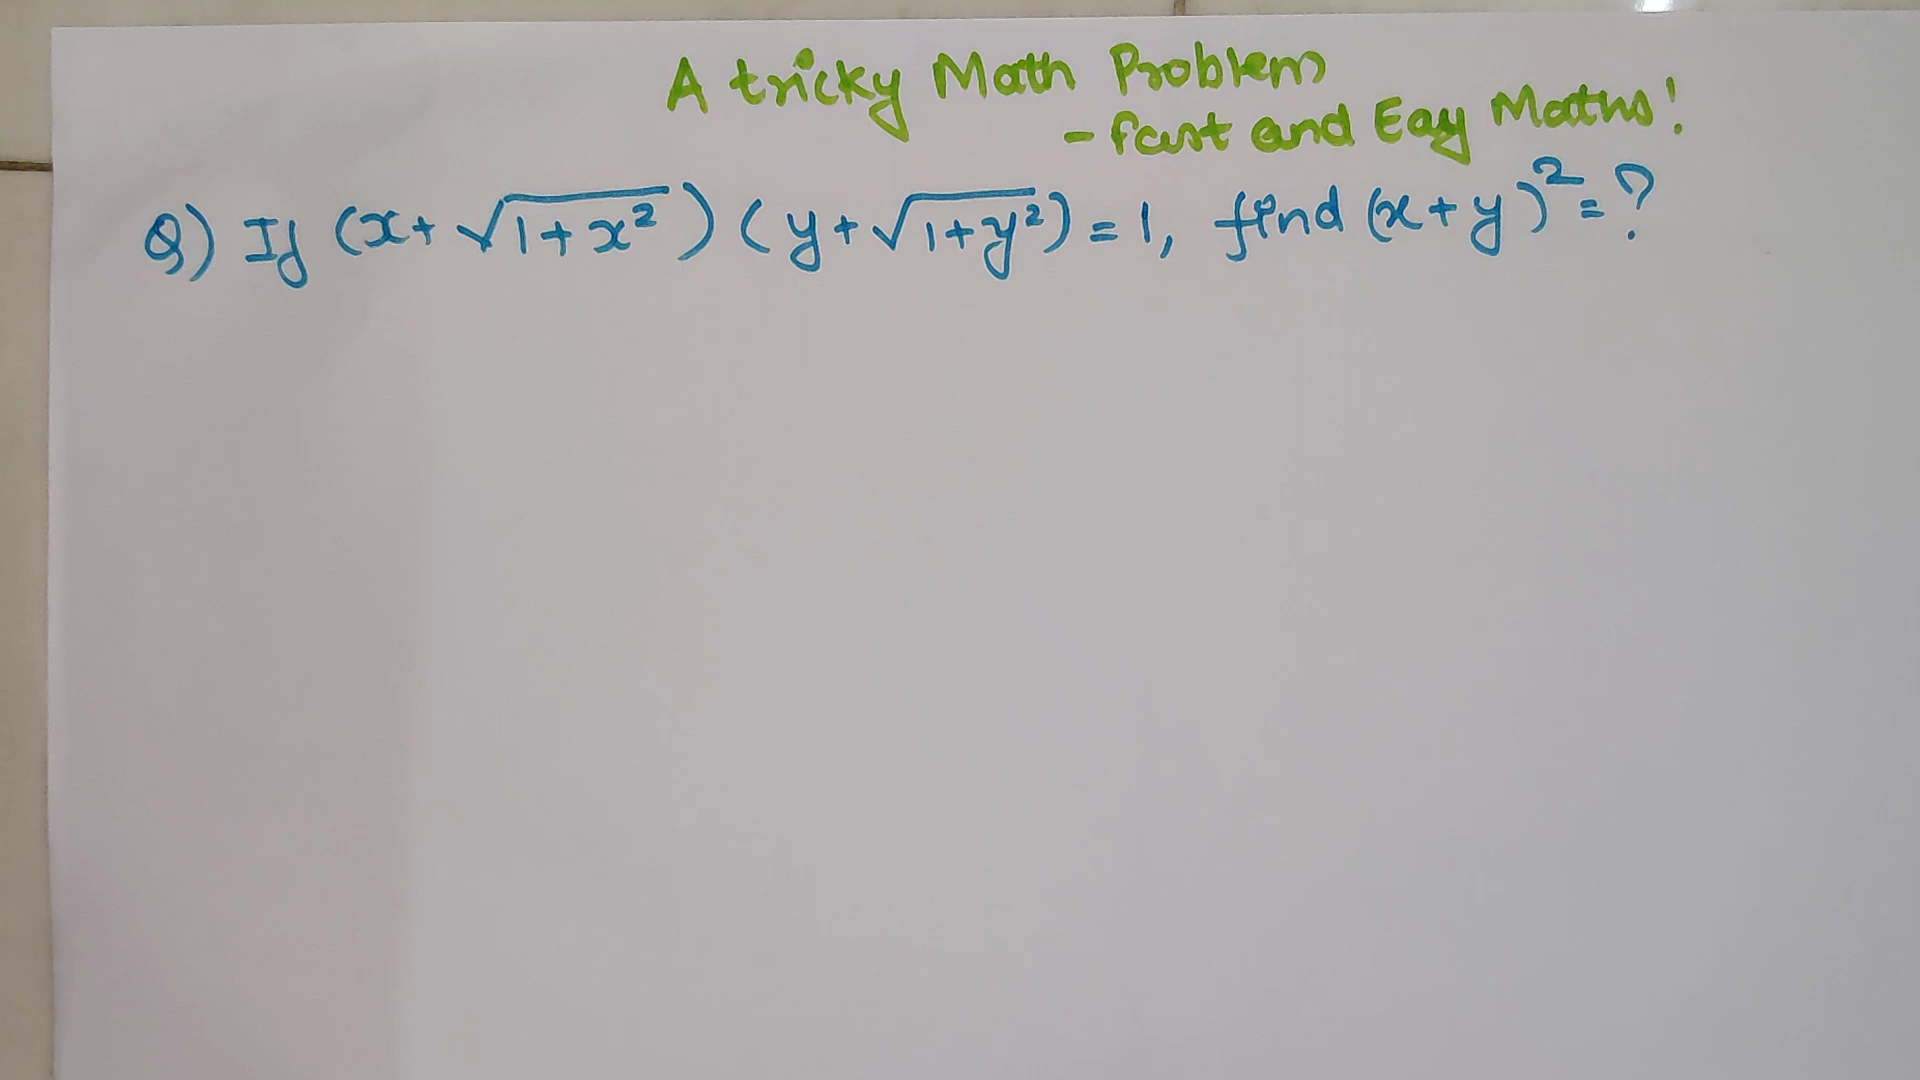 A tricky Math Problem
- fast and Easy Maths!
Q) If (x+√(1+x²))(y+√(1+y²))=1, find (x+y)²=?